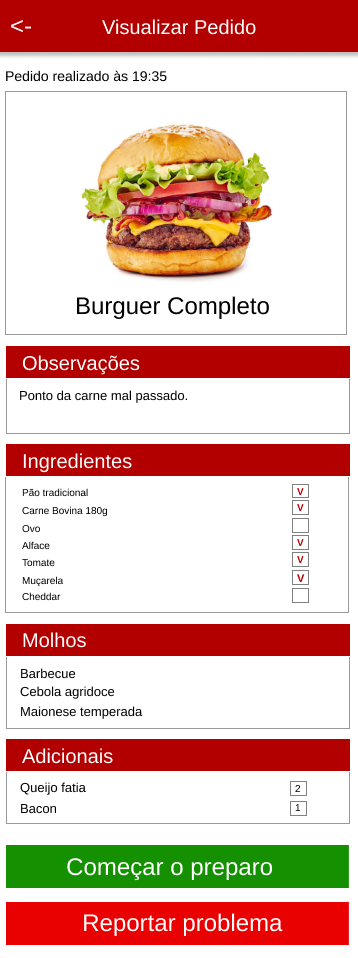 <- Visualizar Pedido
Pedido realizado às 19:35
Burguer Completo
Observações
Ponto da carne mal passado.
Ingredientes
Pão tradicional V
Carne Bovina 180g V
Ovo
Alface V
Tomate V
Muçarela V
Cheddar
Molhos
Barbecue
Cebola agridoce
Maionese temperada
Adicionais
Queijo fatia 2
Bacon 1
Começar o preparo
Reportar problema